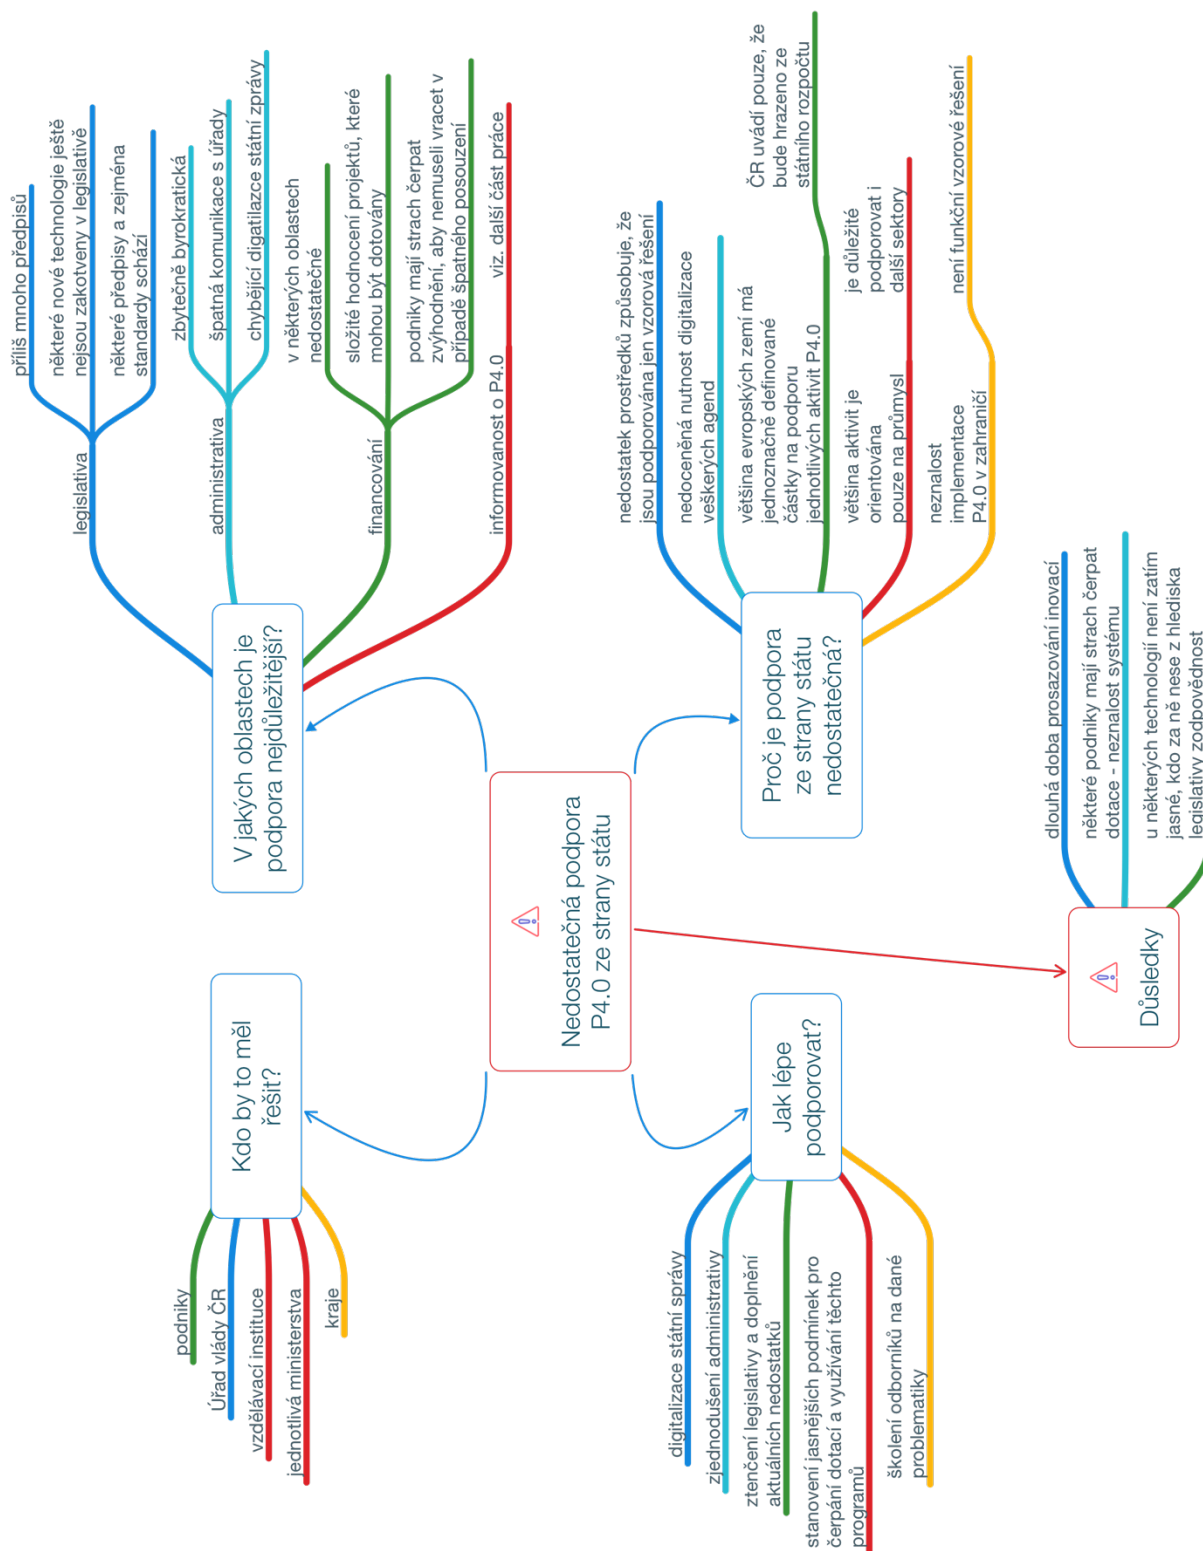 Kdo by to měl
řešit?
podniky
Úřad vlády ČR
vzdělávací instituce
jednotlivá ministerstva
kraje
V jakých oblastech je
podpora nejdůležitější?
legislativa
příliš mnoho předpisů
některé nové technologie ještě
nejsou zakotveny v legislativě
některé předpisy a zejména
standardy schází
administrativa
zbytečně byrokratická
špatná komunikace s úřady
chybějící digatilazce státní zprávy
financování
v některých oblastech
nedostatečné
složité hodnocení projektů, které
mohou být dotovány
podniky mají strach čerpat
zvýhodnění, aby nemuseli vracet v
případě špatného posouzení
informovanost o P4.0
viz. další část práce
Nedostatečná podpora
P4.0 ze strany státu
Jak lépe
podporovat?
digitalizace státní správy
zjednodušení administrativy
ztenčení legislativy a doplnění
aktuálních nedostatků
stanovení jasnějších podmínek pro
čerpání dotací a využívání těchto
programů
školení odborníků na dané
problematiky
Proč je podpora
ze strany státu
nedostatečná?
nedostatek prostředků způsobuje, že
jsou podporována jen vzorová řešení
nedoceněná nutnost digitalizace
veškerých agend
většina evropských zemí má
jednoznačně definované
částky na podporu
jednotlivých aktivit P4.0
ČR uvádí pouze, že
bude hrazeno ze
státního rozpočtu
většina aktivit je
orientována
pouze na průmysl
je důležité
podporovat i
další sektory
neznalost
implementace
P4.0 v zahraničí
není funkční vzorové řešení
Důsledky
dlouhá doba prosazování inovací
některé podniky mají strach čerpat
dotace - neznalost systému
u některých technologií není zatím
jasné, kdo za ně nese z hlediska
legislativy zodpovědnost